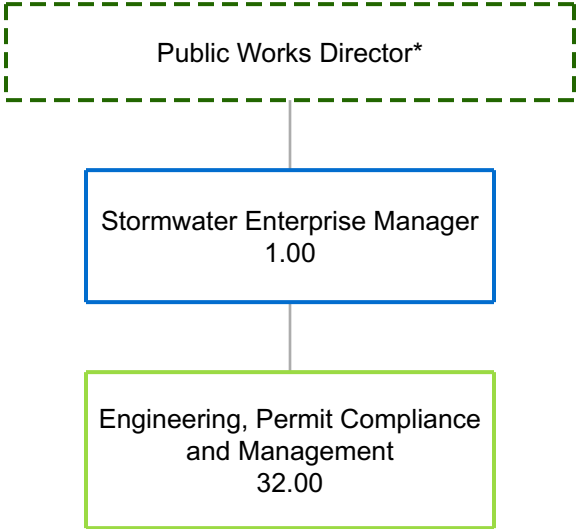 Public Works Director*
Stormwater Enterprise Manager
1.00
Engineering, Permit Compliance
and Management
32.00